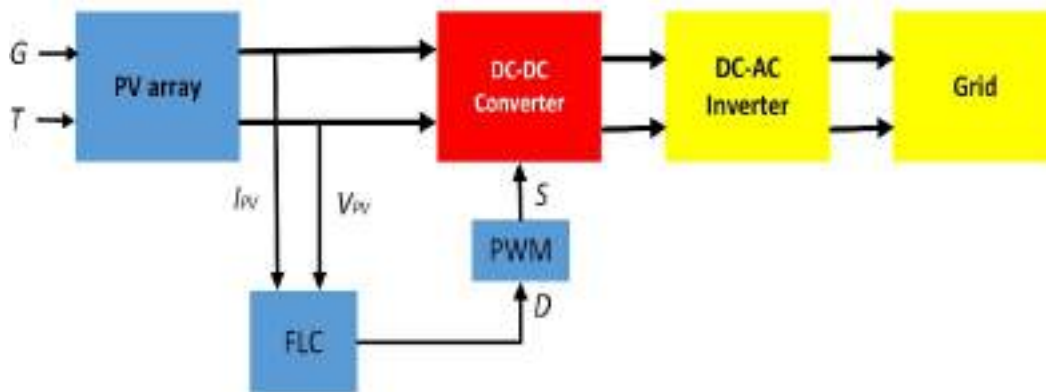 G
T
PV array
DC-DC
Converter
DC-AC
Inverter
Grid
IPV
VPV
S
PWM
D
FLC